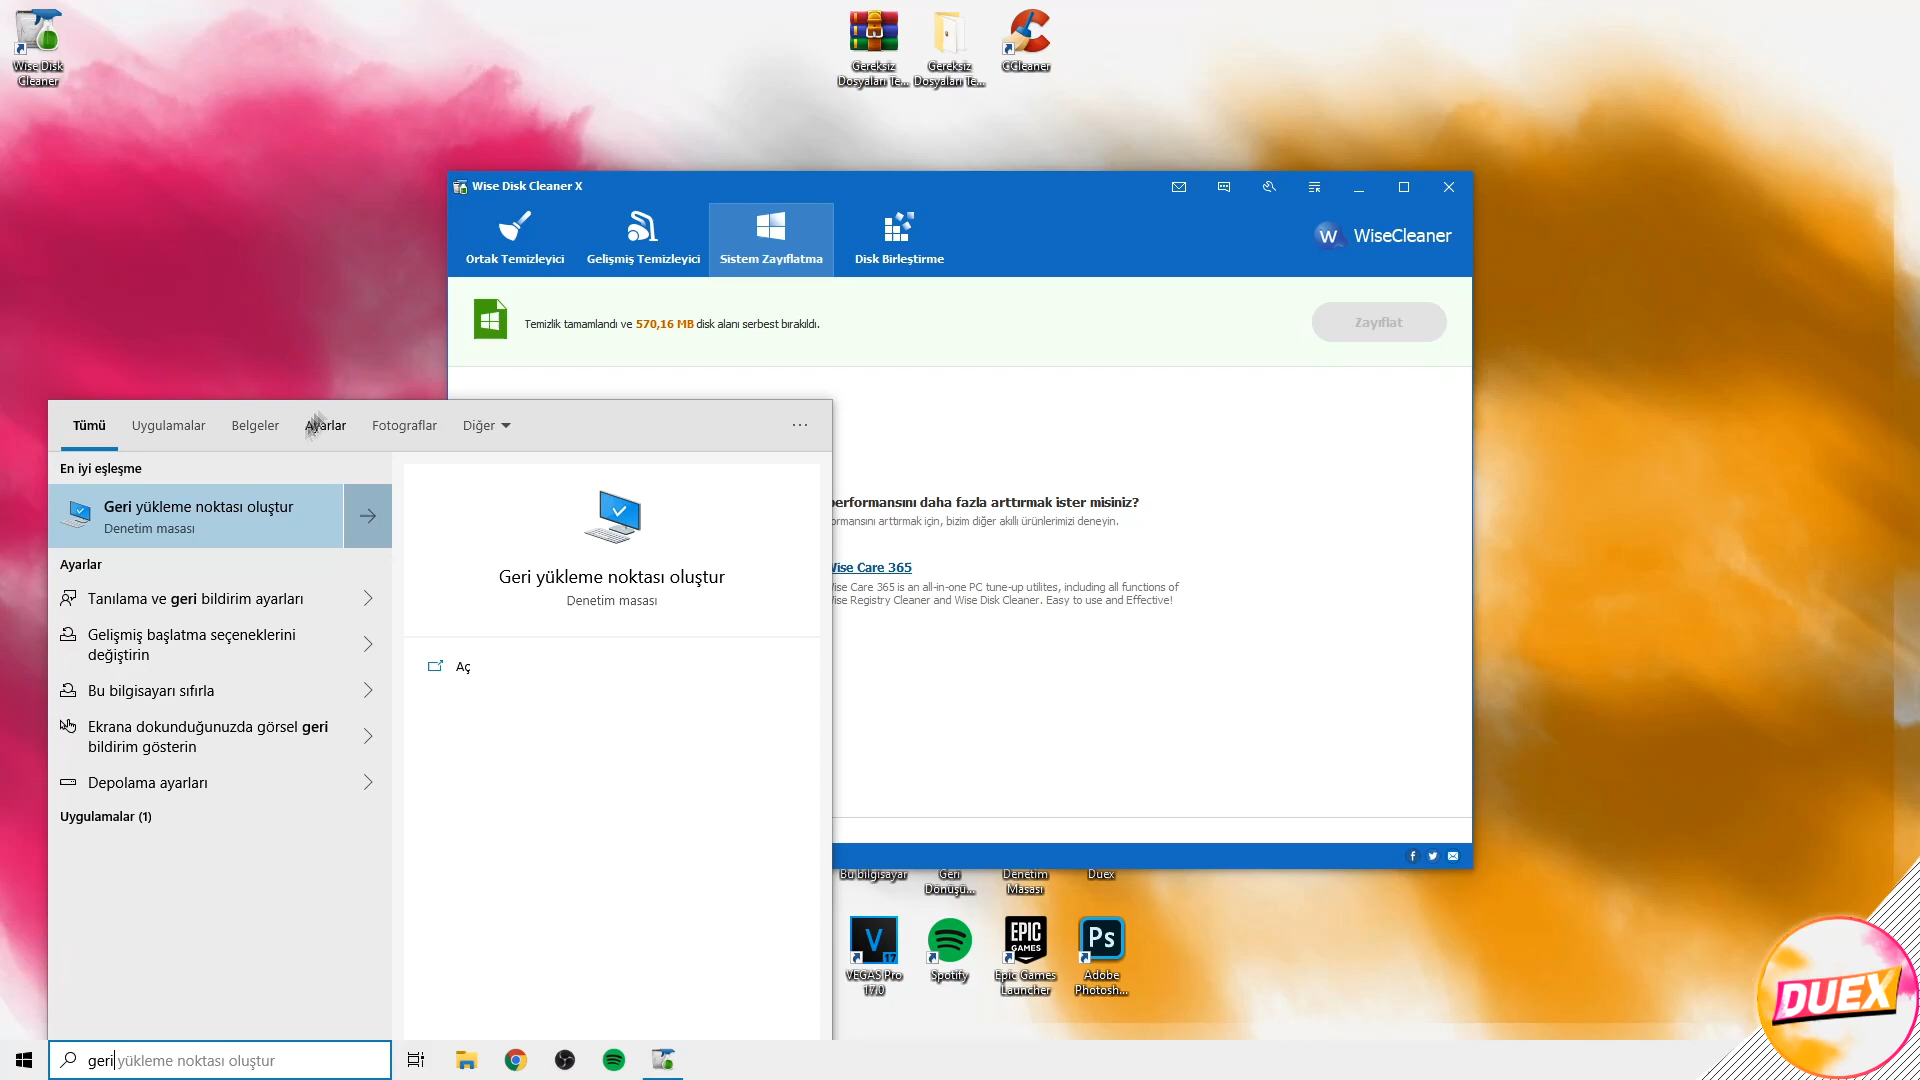 Wise Disk
Cleaner
Gereksiz
Dosyaları Te...
Gereksiz
Dosyaları Te...
CCleaner
Wise Disk Cleaner X
Ortak Temizleyici
Gelişmiş Temizleyici
Sistem Zayıflatma
Disk Birleştirme
W WiseCleaner
Temizlik tamamlandı ve 570,16 MB disk alanı serbest bırakıldı.
Zayıflat
performansını daha fazla arttırmak ister misiniz?
ormansını arttırmak için, bizim diğer akıllı ürünlerimizi deneyin.
Wise Care 365
Wise Care 365 is an all-in-one PC tune-up utilites, including all functions of
Wise Registry Cleaner and Wise Disk Cleaner. Easy to use and Effective!
Tümü
Uygulamalar
Belgeler
Ayarlar
Fotograflar
Diğer
En iyi eşleşme
Geri yükleme noktası oluştur
Denetim masası
Ayarlar
Tanılama ve geri bildirim ayarları
Gelişmiş başlatma seçeneklerini
değiştirin
Bu bilgisayarı sıfırla
Ekrana dokunduğunuzda görsel geri
bildirim gösterin
Depolama ayarları
Uygulamalar (1)
Geri yükleme noktası oluştur
Denetim masası
Aç
Bu bilgisayar
Geri
Dönüşü...
Denetim
Masası
Duex
V
17
VEGAS Pro
17.0
Spotify
EPIC
GAMES
Epic Games
Launcher
Ps
Adobe
Photosh...
DUEX
geri yükleme noktası oluştur